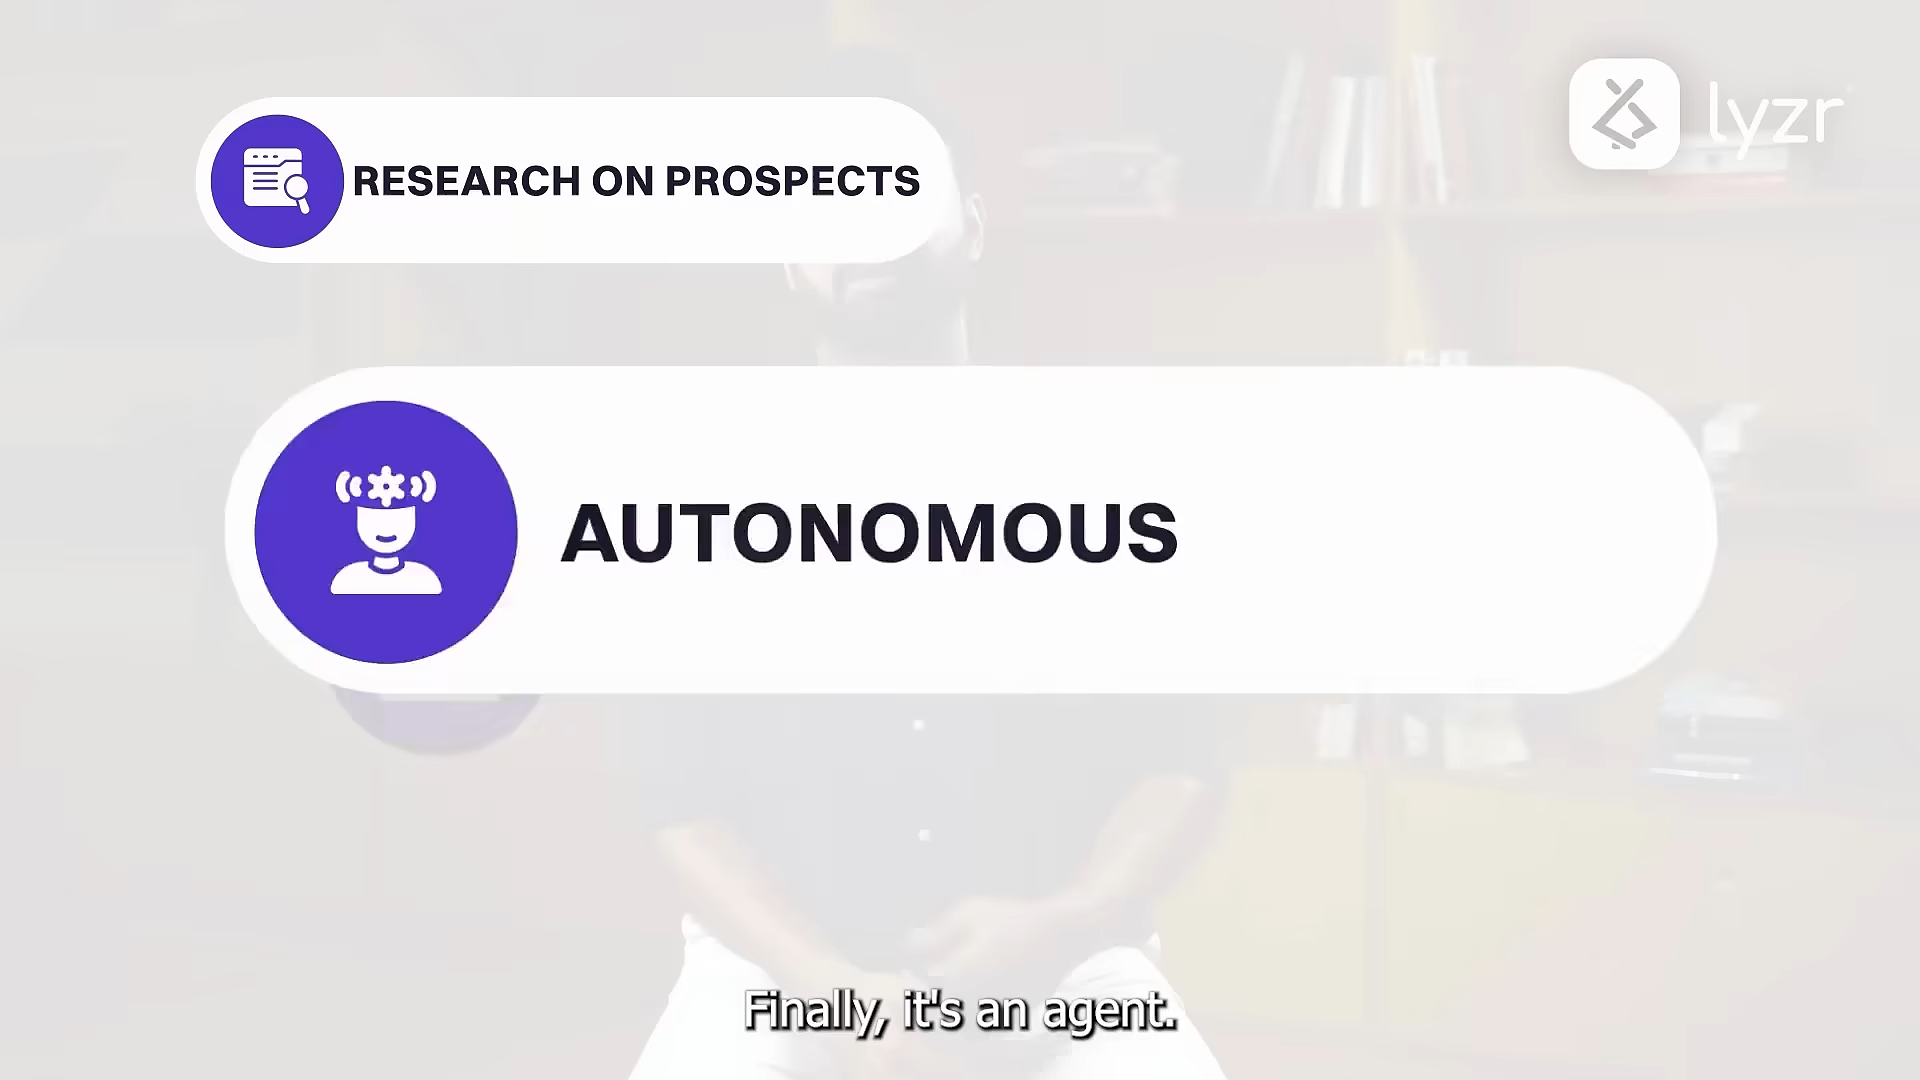 lyzr
RESEARCH ON PROSPECTS
AUTONOMOUS
Finally, it's an agent.